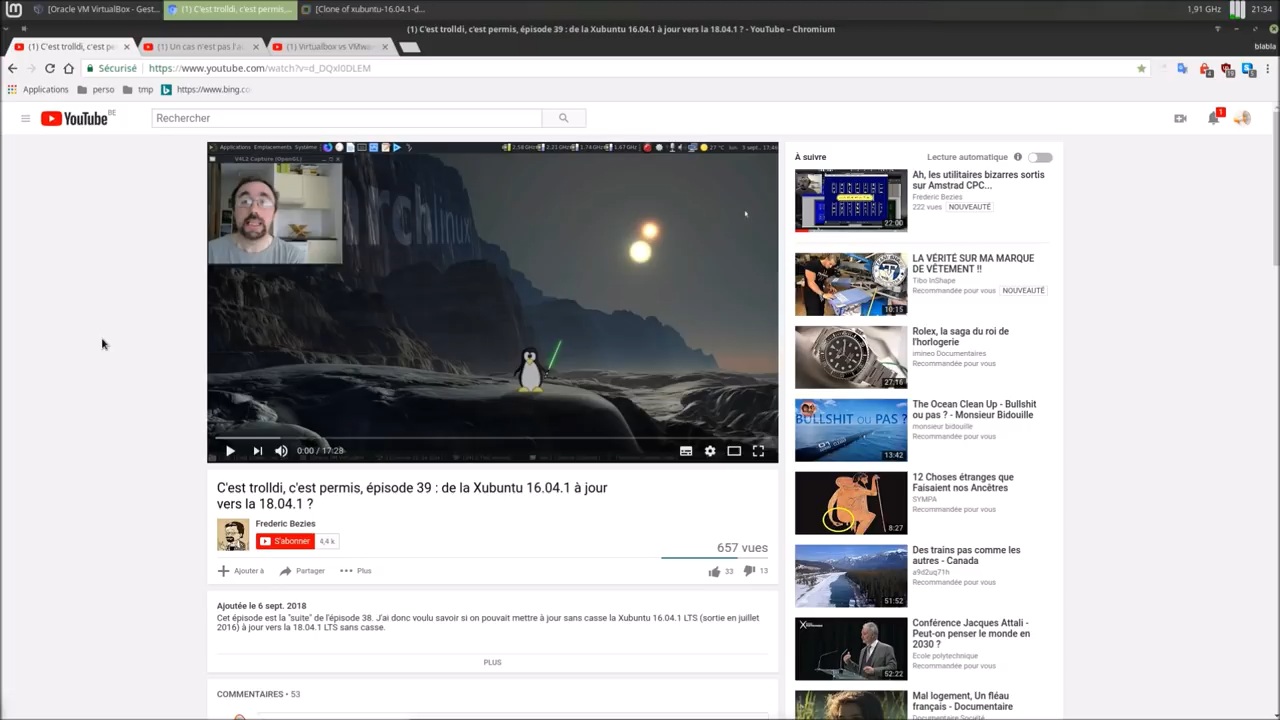 [Oracle VM VirtualBox - Gest...
(1) C'est trolldi, c'est permis,...
[Clone of xubuntu-16.04.1-d...
1,91 GHz
21:34
(1) C'est trolldi, c'est permis, épisode 39 : de la Xubuntu 16.04.1 à jour vers la 18.04.1 ? - YouTube – Chromium
(1) C'est trolldi, c'est pe
(1) Un cas n'est pas l'a
(1) Virtualbox vs VMwa
blabla
Sécurisé
https://www.youtube.com/watch?v=d_DQxl0DLEM
Applications
perso
tmp
https://www.bing.co
YouTube BE
Rechercher
1
Applications Emplacements Système
V4L2 Capture (OpenGL)
0:00 / 17:28
C'est trolldi, c'est permis, épisode 39 : de la Xubuntu 16.04.1 à jour
vers la 18.04.1 ?
Frederic Bezies
S'abonner
4,4 k
657 vues
Ajouter à
Partager
Plus
33
13
Ajoutée le 6 sept. 2018
Cet épisode est la "suite" de l'épisode 38. J'ai donc voulu savoir si on pouvait mettre à jour sans casse la Xubuntu 16.04.1 LTS (sortie en juillet
2016) à jour vers la 18.04.1 LTS sans casse.
PLUS
COMMENTAIRES • 53
À suivre
Lecture automatique
Ah, les utilitaires bizarres sortis
sur Amstrad CPC...
Frederic Bezies
222 vues
NOUVEAUTÉ
22:00
LA VÉRITÉ SUR MA MARQUE
DE VÊTEMENT !!
Tibo InShape
Recommandée pour vous
NOUVEAUTÉ
10:15
Rolex, la saga du roi de
l'horlogerie
imineo Documentaires
Recommandée pour vous
27:16
The Ocean Clean Up - Bullshit
ou pas ? - Monsieur Bidouille
monsieur bidouille
Recommandée pour vous
BULLSHIT OU PAS ?
13:42
12 Choses étranges que
Faisaient nos Ancêtres
SYMPA
Recommandée pour vous
8:27
Des trains pas comme les
autres - Canada
a9d2uq71h
Recommandée pour vous
51:52
Conférence Jacques Attali -
Peut-on penser le monde en
2030 ?
Ecole polytechnique
Recommandée pour vous
52:22
Mal logement, Un fléau
français - Documentaire
Documentaire Société